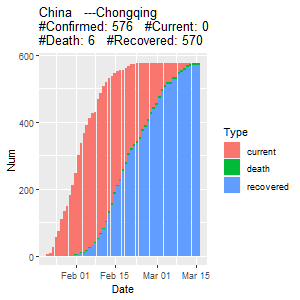 China   ---Chongqing
#Confirmed: 576   #Current: 0
#Death: 6   #Recovered: 570
600
400
200
0
Num
Feb 01
Feb 15
Mar 01
Mar 15
Date
Type
current
death
recovered